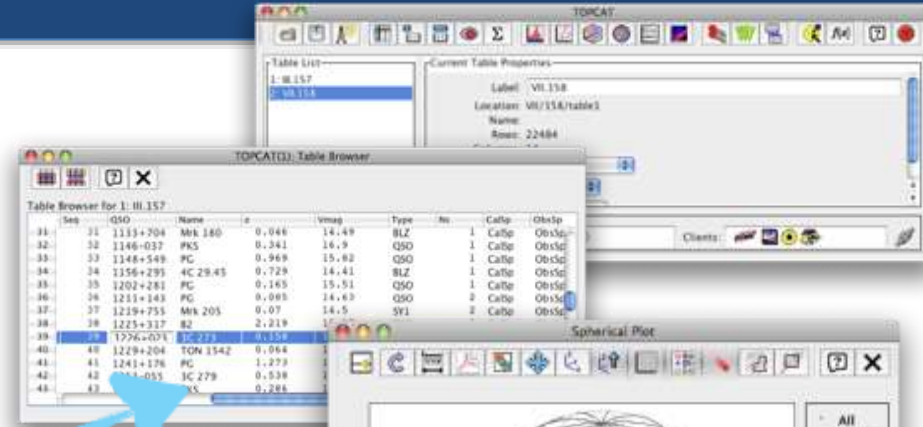 TOPCAT
Table List
1: III.157
2: VII.158
Current Table Properties
Label: VII.158
Location: VII/158/table1
Name:
Rows: 22484
Clients:
TOPCAT(1): Table Browser
Table Browser for 1: III.157
Seq QSO Name z Vmag Type No CalSp ObsSp
31 31 1133+704 Mrk 180 0.046 14.49 BLZ 1 CalSp ObsSp
32 32 1146-037 PKS 0.341 16.9 QSO 1 CalSp ObsSp
33 33 1148+549 PG 0.969 15.82 QSO 1 CalSp ObsSp
34 34 1156+295 4C 29.45 0.729 14.41 BLZ 1 CalSp ObsSp
35 35 1202+281 PG 0.165 15.51 QSO 1 CalSp ObsSp
36 36 1211+143 PG 0.085 14.63 QSO 2 CalSp ObsSp
37 37 1219+755 Mrk 205 0.07 14.5 SY1 2 CalSp ObsSp
38 38 1225+317 B2 2.219
39 39 1226+023 3C 273 0.158
40 40 1229+204 TON 1542 0.064
41 41 1241+176 PG 1.273
42 42 -055 3C 279 0.538
43 43 0.286
Spherical Plot
All